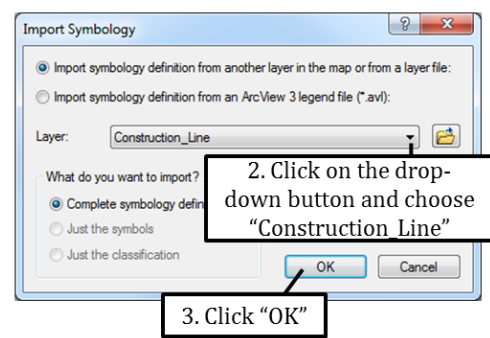 Import Symbology
Import symbology definition from another layer in the map or from a layer file:
Import symbology definition from an ArcView 3 legend file (*.avl):
Layer:
Construction_Line
What do you want to import?
Complete symbology defin
Just the symbols
Just the classification
2. Click on the drop-
down button and choose
“Construction_Line”
OK
Cancel
3. Click “OK”